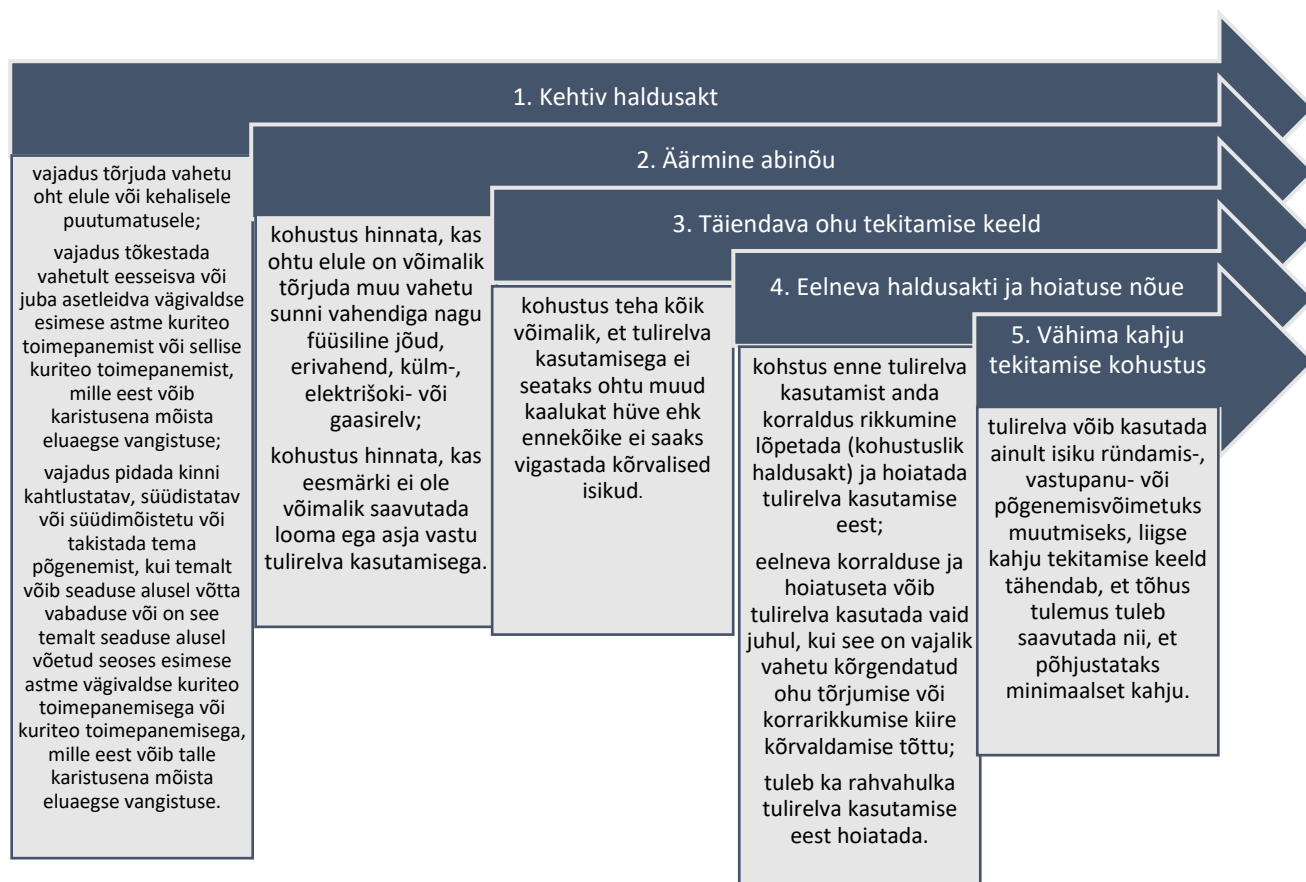 1. Kehtiv haldusakt
vajadus tõrjuda vahetu
oht elule või kehalisele
puutumatusele;
vajadus tõkestada
vahetult eesseisva või
juba asetleidva vägivaldse
esimese astme kuriteo
toimepanemist või sellise
kuriteo toimepanemist,
mille eest võib
karistusena mõista
eluaegse vangistuse;
vajadus pidada kinni
kahtlustatav, süüdistatav
või süüdimõistetu või
takistada tema
põgenemist, kui temalt
võib seaduse alusel võtta
vabaduse või on see
temalt seaduse alusel
võetud seoses esimese
astme vägivaldse kuriteo
toimepanemisega või
kuriteo toimepanemisega,
mille eest võib talle
karistusena mõista
eluaegse vangistuse.
2. Äärmine abinõu
kohustus hinnata, kas
ohtu elule on võimalik
tõrjuda muu vahetu
sunni vahendiga nagu
füüsiline jõud,
erivahend, külm-,
elektrišoki- või
gaasirelv;
kohustus hinnata, kas
eesmärki ei ole
võimalik saavutada
looma ega asja vastu
tulirelva kasutamisega.
3. Täiendava ohu tekitamise keeld
kohustus teha kõik
võimalik, et tulirelva
kasutamisega ei
seataks ohtu muud
kaalukat hüve ehk
ennekõike ei saaks
vigastada kõrvalised
isikud.
4. Eelneva haldusakti ja hoiatuse nõue
kohstus enne tulirelva
kasutamist anda
korraldus rikkumine
lõpetada (kohustuslik
haldusakt) ja hoiatada
tulirelva kasutamise
eest;
eelneva korralduse ja
hoiatuseta võib
tulirelva kasutada vaid
juhul, kui see on vajalik
vahetu kõrgendatud
ohu tõrjumise või
korrarikkumise kiire
kõrvaldamise tõttu;
tuleb ka rahvahulka
tulirelva kasutamise
eest hoiatada.
5. Vähima kahju
tekitamise kohustus
tulirelva võib kasutada
ainult isiku ründamis-,
vastupanu- või
põgenemisvõimetuks
muutmiseks, liigse
kahju tekitamise keeld
tähendab, et tõhus
tulemus tuleb
saavutada nii, et
põhjustataks
minimaalset kahju.